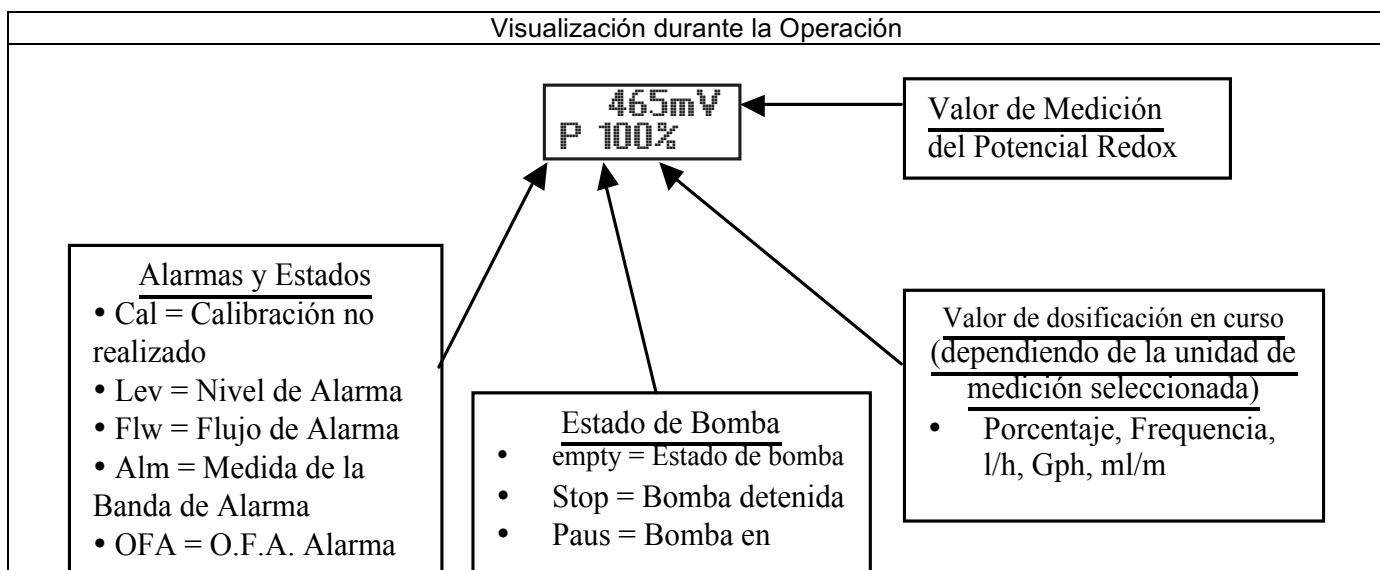 Visualización durante la Operación
465mV
P 100%
Valor de Medición
del Potencial Redox
Alarmas y Estados
• Cal = Calibración no
realizado
• Lev = Nivel de Alarma
• Flw = Flujo de Alarma
• Alm = Medida de la
Banda de Alarma
• OFA = O.F.A. Alarma
Estado de Bomba
• empty = Estado de bomba
• Stop = Bomba detenida
• Paus = Bomba en
Valor de dosificación en curso
(dependiendo de la unidad de
medición seleccionada)
• Porcentaje, Frequencia,
l/h, Gph, ml/m